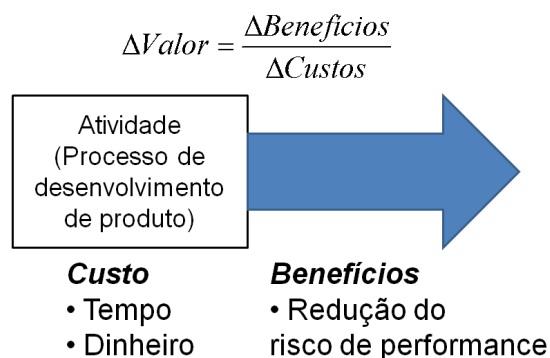 ΔValor = ΔBenefícios / ΔCustos
Atividade
(Processo de
desenvolvimento
de produto)
Custo
• Tempo
• Dinheiro
Benefícios
• Redução do
risco de performance